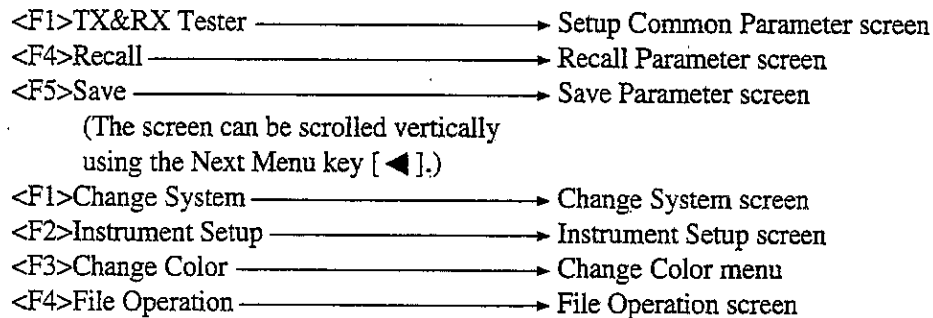 <F1>TX&RX Tester ⟶ Setup Common Parameter screen
<F4>Recall ⟶ Recall Parameter screen
<F5>Save ⟶ Save Parameter screen
(The screen can be scrolled vertically
using the Next Menu key [ ◀ ].)
<F1>Change System ⟶ Change System screen
<F2>Instrument Setup ⟶ Instrument Setup screen
<F3>Change Color ⟶ Change Color menu
<F4>File Operation ⟶ File Operation screen